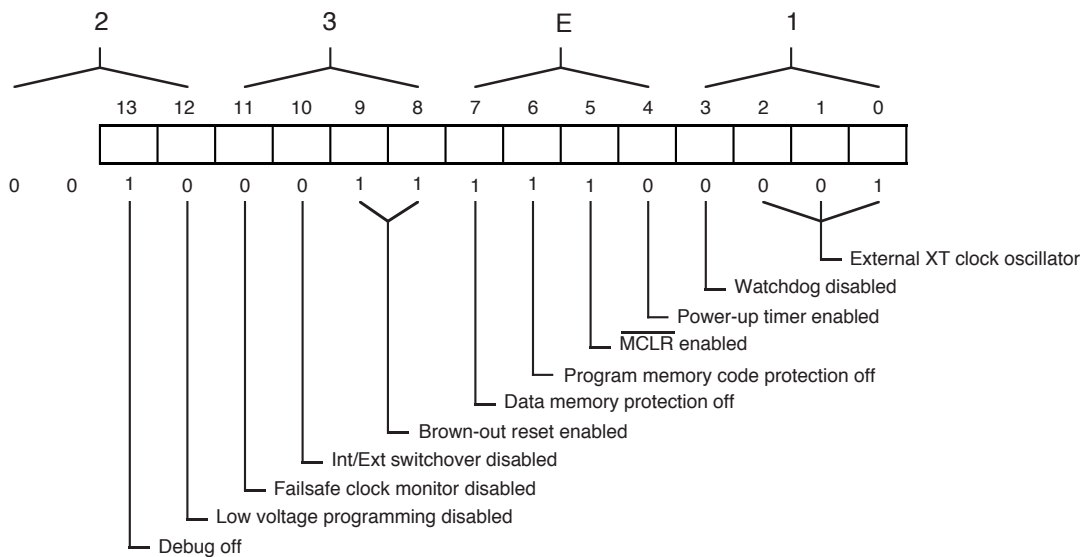 2 3 E 1
13 12 11 10 9 8 7 6 5 4 3 2 1 0
0 0 1 0 0 0 1 1 1 1 1 0 0 0 0 1
External XT clock oscillator
Watchdog disabled
Power-up timer enabled
MCLR enabled
Program memory code protection off
Data memory protection off
Brown-out reset enabled
Int/Ext switchover disabled
Failsafe clock monitor disabled
Low voltage programming disabled
Debug off